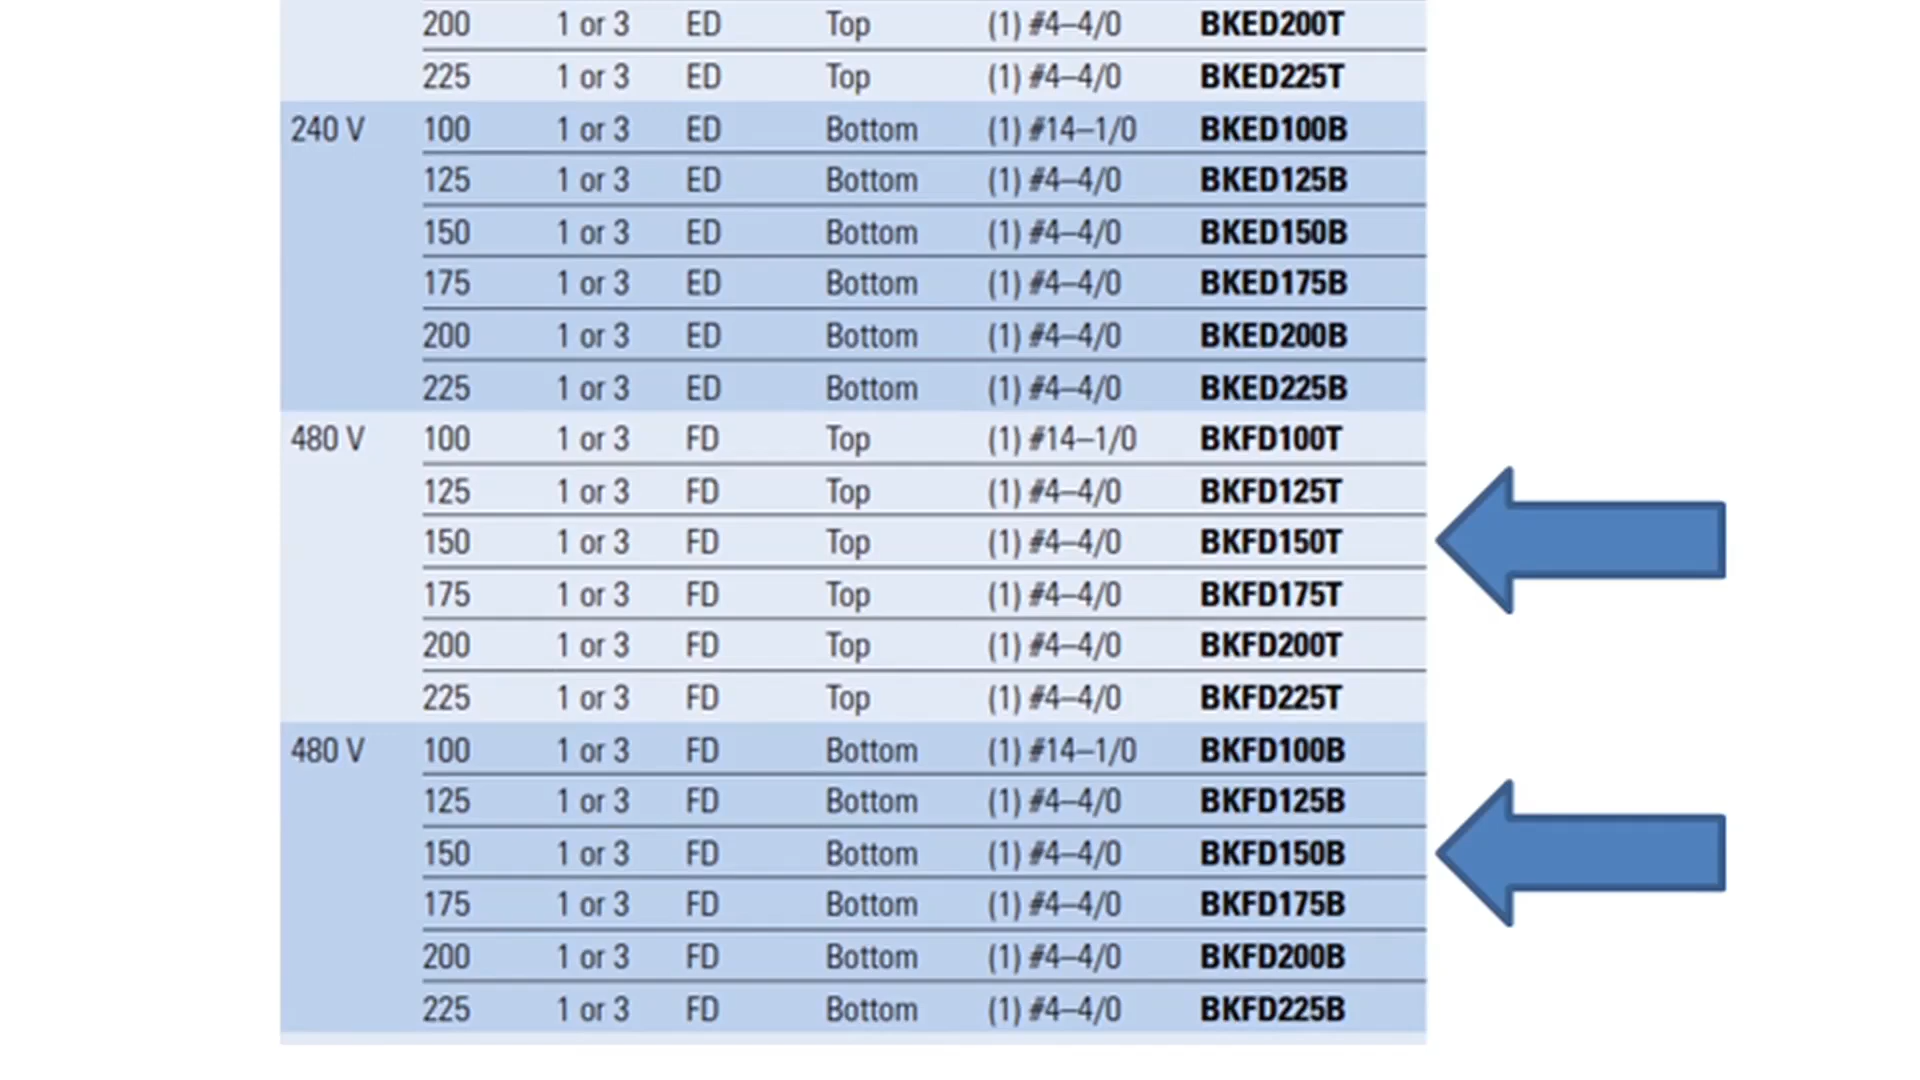 200 1 or 3 ED Top (1) #4–4/0 BKED200T
225 1 or 3 ED Top (1) #4–4/0 BKED225T
240 V 100 1 or 3 ED Bottom (1) #14–1/0 BKED100B
125 1 or 3 ED Bottom (1) #4–4/0 BKED125B
150 1 or 3 ED Bottom (1) #4–4/0 BKED150B
175 1 or 3 ED Bottom (1) #4–4/0 BKED175B
200 1 or 3 ED Bottom (1) #4–4/0 BKED200B
225 1 or 3 ED Bottom (1) #4–4/0 BKED225B
480 V 100 1 or 3 FD Top (1) #14–1/0 BKFD100T
125 1 or 3 FD Top (1) #4–4/0 BKFD125T
150 1 or 3 FD Top (1) #4–4/0 BKFD150T
175 1 or 3 FD Top (1) #4–4/0 BKFD175T
200 1 or 3 FD Top (1) #4–4/0 BKFD200T
225 1 or 3 FD Top (1) #4–4/0 BKFD225T
480 V 100 1 or 3 FD Bottom (1) #14–1/0 BKFD100B
125 1 or 3 FD Bottom (1) #4–4/0 BKFD125B
150 1 or 3 FD Bottom (1) #4–4/0 BKFD150B
175 1 or 3 FD Bottom (1) #4–4/0 BKFD175B
200 1 or 3 FD Bottom (1) #4–4/0 BKFD200B
225 1 or 3 FD Bottom (1) #4–4/0 BKFD225B